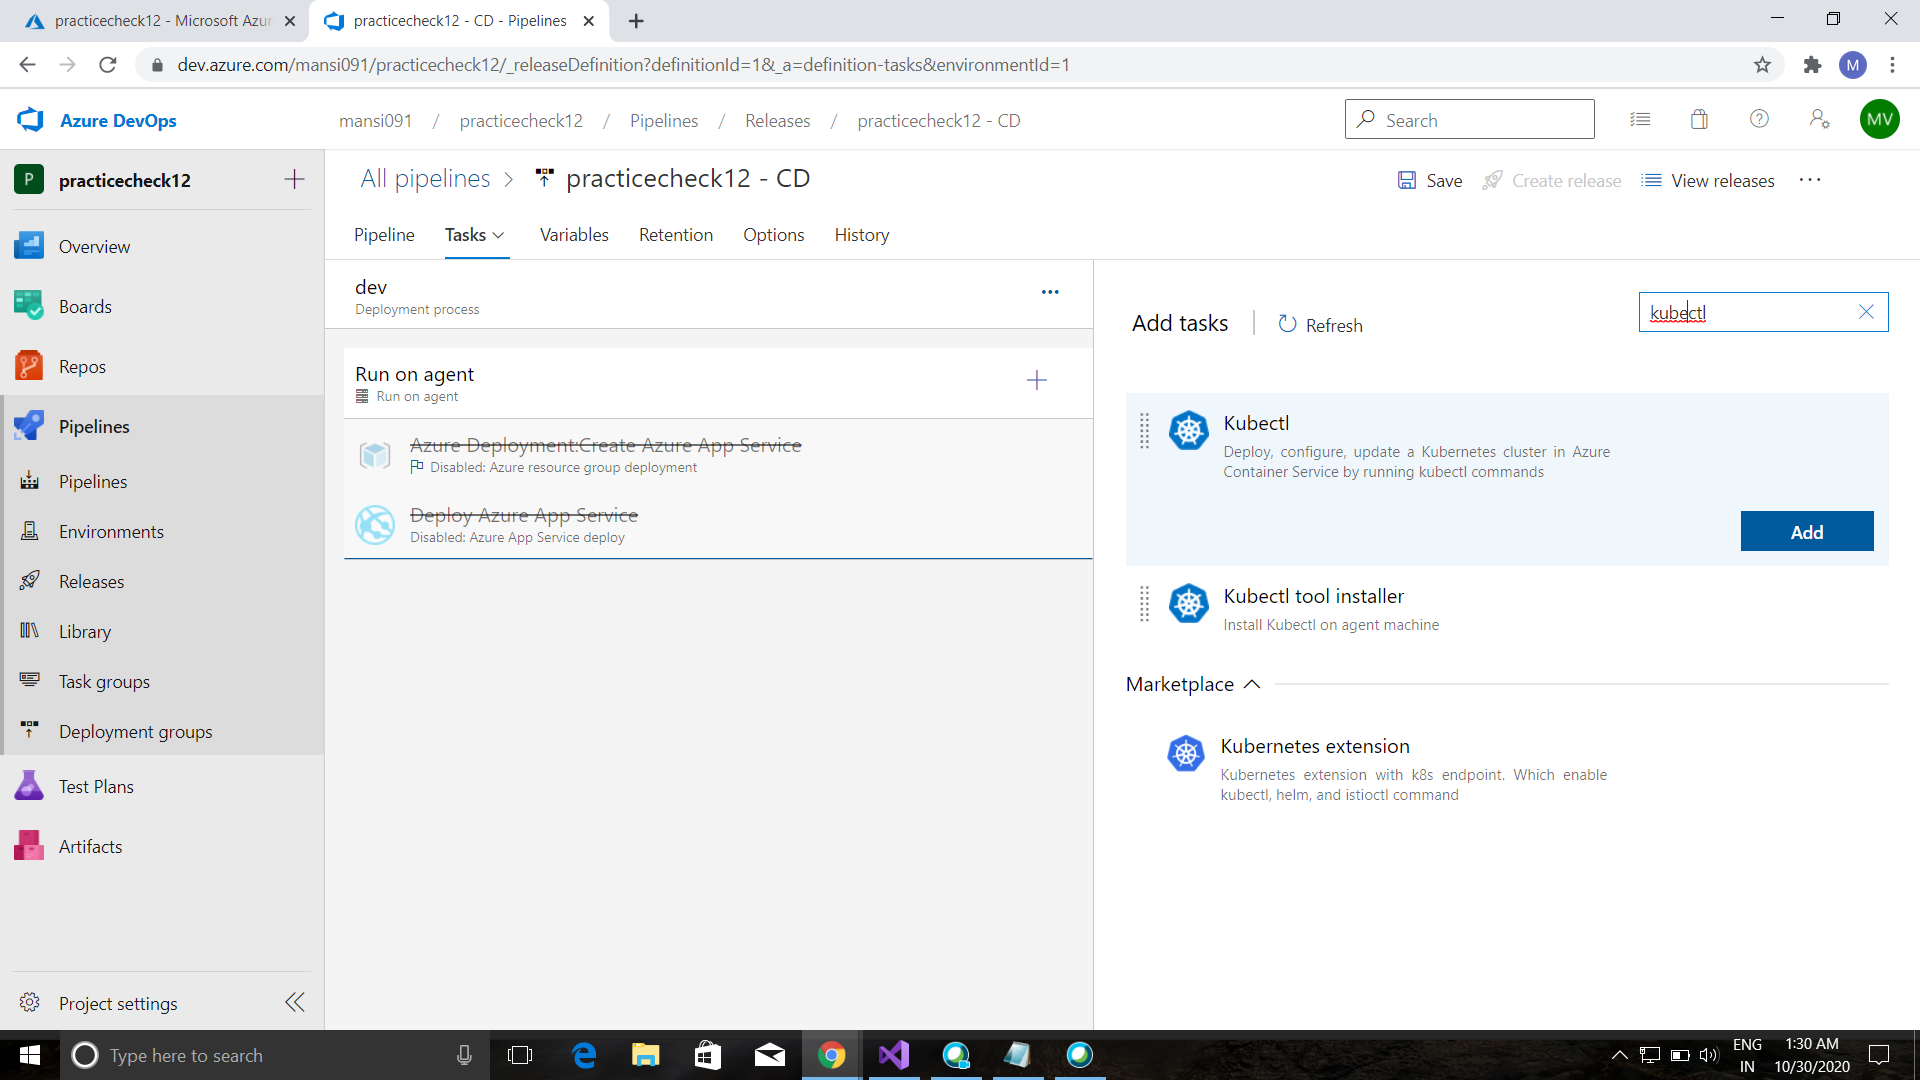 practicecheck12 - Microsoft Azur
practicecheck12 - CD - Pipelines
dev.azure.com/mansi091/practicecheck12/_releaseDefinition?definitionId=1&_a=definition-tasks&environmentId=1
M
Azure DevOps
mansi091 / practicecheck12 / Pipelines / Releases / practicecheck12 - CD
Search
MV
P practicecheck12
All pipelines > practicecheck12 - CD
Save
Create release
View releases
Pipeline
Tasks
Variables
Retention
Options
History
Overview
Boards
Repos
Pipelines
Pipelines
Environments
Releases
Library
Task groups
Deployment groups
Test Plans
Artifacts
Project settings
dev
Deployment process
Run on agent
Run on agent
Azure Deployment:Create Azure App Service
Disabled: Azure resource group deployment
Deploy Azure App Service
Disabled: Azure App Service deploy
Add tasks
Refresh
kubectl
Kubectl
Deploy, configure, update a Kubernetes cluster in Azure
Container Service by running kubectl commands
Add
Kubectl tool installer
Install Kubectl on agent machine
Marketplace
Kubernetes extension
Kubernetes extension with k8s endpoint. Which enable
kubectl, helm, and istioctl command
Type here to search
ENG
IN
1:30 AM
10/30/2020